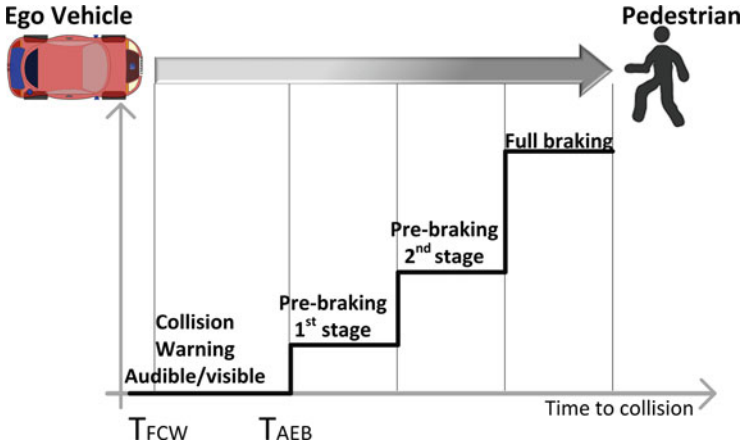 Ego Vehicle
Pedestrian
Full braking
Pre-braking
2nd stage
Pre-braking
1st stage
Collision
Warning
Audible/visible
Time to collision
TFCW
TAEB